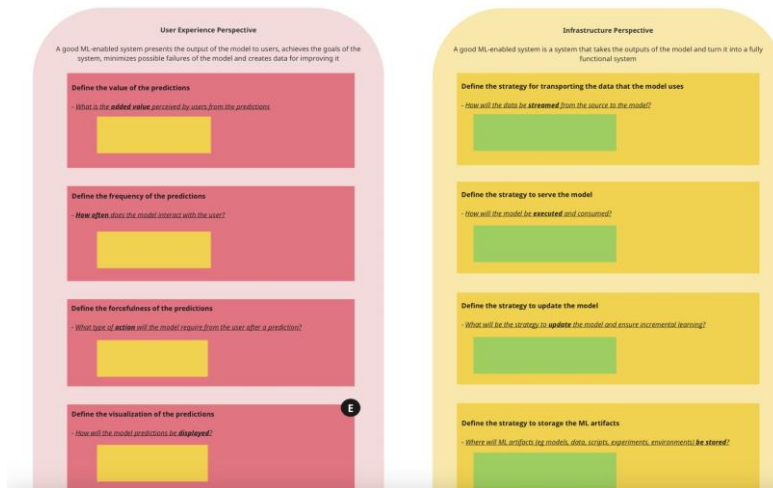 User Experience Perspective
A good ML-enabled system presents the output of the model to users, achieves the goals of the
system, minimizes possible failures of the model and creates data for improving it
Define the value of the predictions
- What is the added value perceived by users from the predictions
Define the frequency of the predictions
- How often does the model interact with the user?
Define the forcefulness of the predictions
- What type of action will the model require from the user after a prediction?
E
Define the visualization of the predictions
- How will the model predictions be displayed?
Infrastructure Perspective
A good ML-enabled system is a system that takes the outputs of the model and turn it into a fully
functional system
Define the strategy for transporting the data that the model uses
- How will the data be streamed from the source to the model?
Define the strategy to serve the model
- How will the model be executed and consumed?
Define the strategy to update the model
- What will be the strategy to update the model and ensure incremental learning?
Define the strategy to storage the ML artifacts
- Where will ML artifacts (eg models, data, scripts, experiments, environments) be stored?